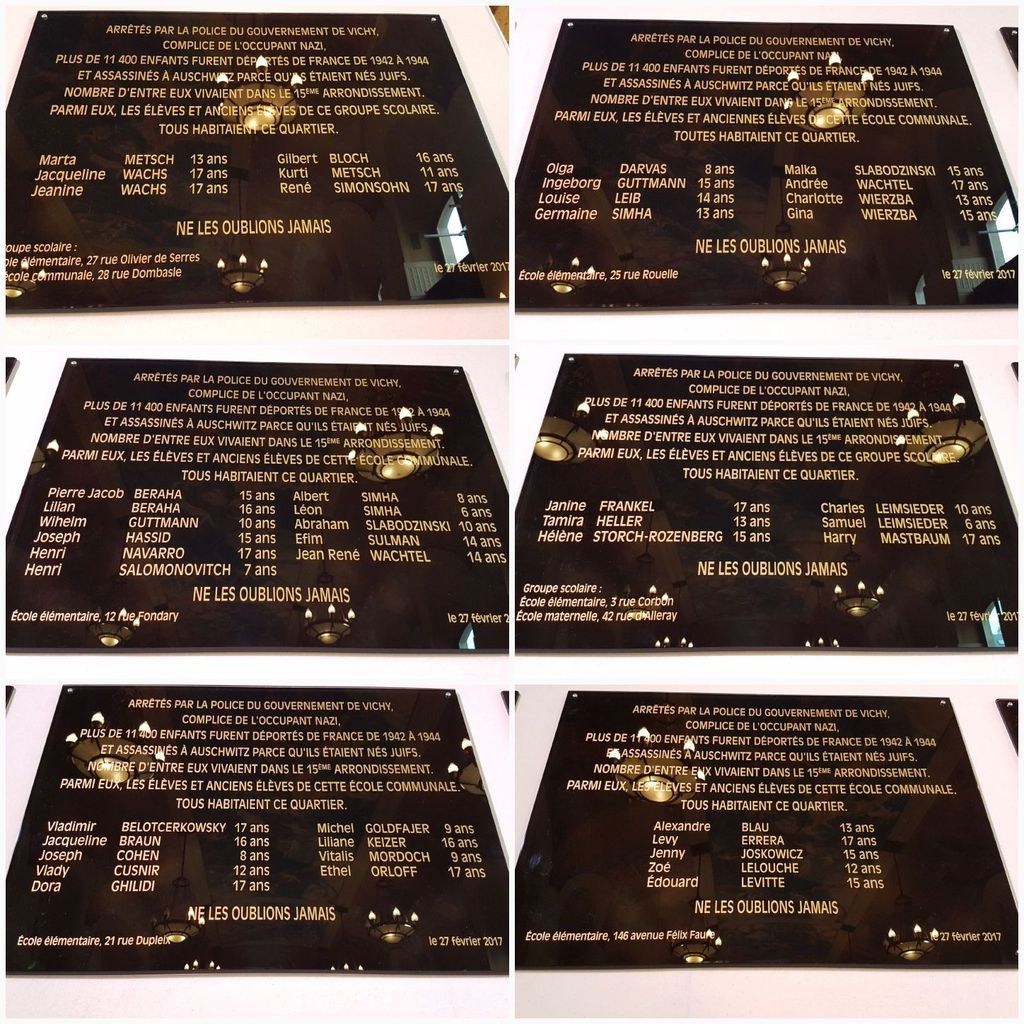 ARRÊTÉS PAR LA POLICE DU GOUVERNEMENT DE VICHY,
COMPLICE DE L'OCCUPANT NAZI,
PLUS DE 11 400 ENFANTS FURENT DÉPORTÉS DE FRANCE DE 1942 À 1944
ET ASSASSINÉS À AUSCHWITZ PARCE QU'ILS ÉTAIENT NÉS JUIFS.
NOMBRE D'ENTRE EUX VIVAIENT DANS LE 15ÈME ARRONDISSEMENT.
PARMI EUX, LES ÉLÈVES ET ANCIENS ÉLÈVES DE CE GROUPE SCOLAIRE.
TOUS HABITAIENT CE QUARTIER.
Marta METSCH 13 ans Gilbert BLOCH 16 ans
Jacqueline WACHS 17 ans Kurti METSCH 11 ans
Jeanine WACHS 17 ans René SIMONSOHN 17 ans
NE LES OUBLIONS JAMAIS
oupe scolaire :
ole élémentaire, 27 rue Olivier de Serres
école communale, 28 rue Dombasle
le 27 février 2017
ARRÊTÉS PAR LA POLICE DU GOUVERNEMENT DE VICHY,
COMPLICE DE L'OCCUPANT NAZI,
PLUS DE 11 400 ENFANTS FURENT DÉPORTÉS DE FRANCE DE 1942 À 1944
ET ASSASSINÉS À AUSCHWITZ PARCE QU'ILS ÉTAIENT NÉS JUIFS.
NOMBRE D'ENTRE EUX VIVAIENT DANS LE 15ÈME ARRONDISSEMENT.
PARMI EUX, LES ÉLÈVES ET ANCIENNES ÉLÈVES DE CETTE ÉCOLE COMMUNALE.
TOUTES HABITAIENT CE QUARTIER.
Olga DARVAS 8 ans Malka SLABODZINSKI 15 ans
Ingeborg GUTTMANN 15 ans Andrée WACHTEL 17 ans
Louise LEIB 14 ans Charlotte WIERZBA 13 ans
Germaine SIMHA 13 ans Gina WIERZBA 15 ans
NE LES OUBLIONS JAMAIS
École élémentaire, 25 rue Rouelle
le 27 février 2017
ARRÊTÉS PAR LA POLICE DU GOUVERNEMENT DE VICHY,
COMPLICE DE L'OCCUPANT NAZI,
PLUS DE 11 400 ENFANTS FURENT DÉPORTÉS DE FRANCE DE 1942 À 1944
ET ASSASSINÉS À AUSCHWITZ PARCE QU'ILS ÉTAIENT NÉS JUIFS.
NOMBRE D'ENTRE EUX VIVAIENT DANS LE 15ÈME ARRONDISSEMENT.
PARMI EUX, LES ÉLÈVES ET ANCIENS ÉLÈVES DE CETTE ÉCOLE COMMUNALE.
TOUS HABITAIENT CE QUARTIER.
Pierre Jacob BERAHA 15 ans Albert SIMHA 8 ans
Lilian BERAHA 16 ans Léon SIMHA 6 ans
Wihelm GUTTMANN 10 ans Abraham SLABODZINSKI 10 ans
Joseph HASSID 15 ans Efim SULMAN 14 ans
Henri NAVARRO 17 ans Jean René WACHTEL 14 ans
Henri SALOMONOVITCH 7 ans
NE LES OUBLIONS JAMAIS
École élémentaire, 12 rue Fondary
le 27 février 2
ARRÊTÉS PAR LA POLICE DU GOUVERNEMENT DE VICHY,
COMPLICE DE L'OCCUPANT NAZI,
PLUS DE 11 400 ENFANTS FURENT DÉPORTÉS DE FRANCE DE 1942 À 1944
ET ASSASSINÉS À AUSCHWITZ PARCE QU'ILS ÉTAIENT NÉS JUIFS.
NOMBRE D'ENTRE EUX VIVAIENT DANS LE 15ÈME ARRONDISSEMENT.
PARMI EUX, LES ÉLÈVES ET ANCIENS ÉLÈVES DE CE GROUPE SCOLAIRE.
TOUS HABITAIENT CE QUARTIER.
Janine FRANKEL 17 ans Charles LEIMSIEDER 10 ans
Tamira HELLER 13 ans Samuel LEIMSIEDER 6 ans
Hélène STORCH-ROZENBERG 15 ans Harry MASTBAUM 17 ans
NE LES OUBLIONS JAMAIS
Groupe scolaire :
École élémentaire, 3 rue Corbon
École maternelle, 42 rue d'Alleray
le 27 février 201
ARRÊTÉS PAR LA POLICE DU GOUVERNEMENT DE VICHY,
COMPLICE DE L'OCCUPANT NAZI,
PLUS DE 11 400 ENFANTS FURENT DÉPORTÉS DE FRANCE DE 1942 À 1944
ET ASSASSINÉS À AUSCHWITZ PARCE QU'ILS ÉTAIENT NÉS JUIFS.
NOMBRE D'ENTRE EUX VIVAIENT DANS LE 15ÈME ARRONDISSEMENT.
PARMI EUX, LES ÉLÈVES ET ANCIENS ÉLÈVES DE CETTE ÉCOLE COMMUNALE.
TOUS HABITAIENT CE QUARTIER.
Vladimir BELOTCERKOWSKY 17 ans Michel GOLDFAJER 9 ans
Jacqueline BRAUN 16 ans Liliane KEIZER 16 ans
Joseph COHEN 8 ans Vitalis MORDOCH 9 ans
Vlady CUSNIR 12 ans Ethel ORLOFF 17 ans
Dora GHILIDI 17 ans
NE LES OUBLIONS JAMAIS
École élémentaire, 21 rue Dupleix
le 27 février 2017
ARRÊTÉS PAR LA POLICE DU GOUVERNEMENT DE VICHY,
COMPLICE DE L'OCCUPANT NAZI,
PLUS DE 11 400 ENFANTS FURENT DÉPORTÉS DE FRANCE DE 1942 À 1944
ET ASSASSINÉS À AUSCHWITZ PARCE QU'ILS ÉTAIENT NÉS JUIFS.
NOMBRE D'ENTRE EUX VIVAIENT DANS LE 15ÈME ARRONDISSEMENT.
PARMI EUX, LES ÉLÈVES ET ANCIENS ÉLÈVES DE CETTE ÉCOLE COMMUNALE.
TOUS HABITAIENT CE QUARTIER.
Alexandre BLAU 13 ans
Levy ERRERA 17 ans
Jenny JOSKOWICZ 15 ans
Zoé LELOUCHE 12 ans
Édouard LEVITTE 15 ans
NE LES OUBLIONS JAMAIS
École élémentaire, 146 avenue Félix Faure
le 27 février 2017